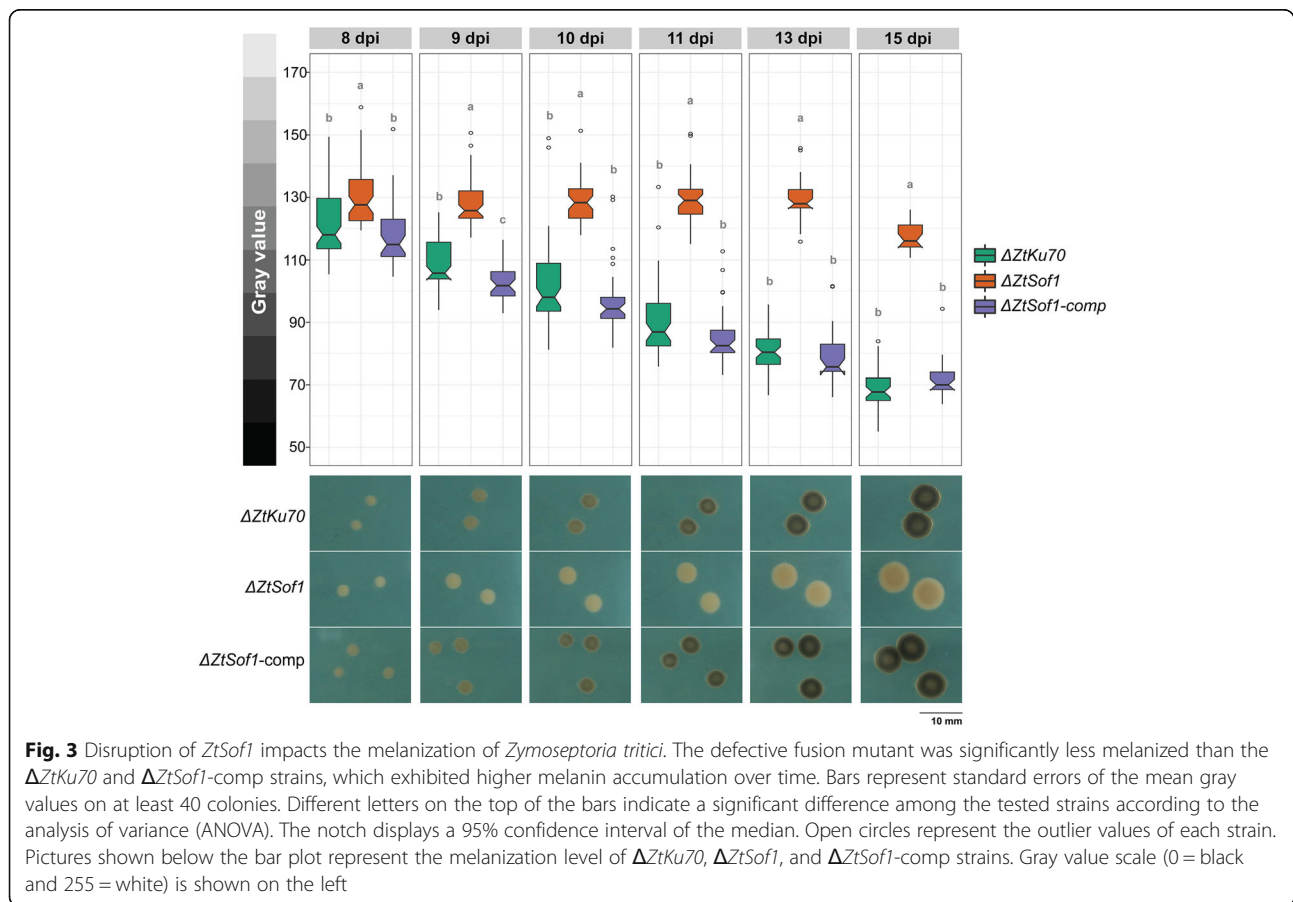 8 dpi 9 dpi 10 dpi 11 dpi 13 dpi 15 dpi
Gray value
170
150
130
110
90
70
50
b a b
b a c
b a b
b a b
b a b
b a b
ΔZtKu70
ΔZtSof1
ΔZtSof1-comp
ΔZtKu70
ΔZtSof1
ΔZtSof1-comp
10 mm
Fig. 3 Disruption of ZtSof1 impacts the melanization of Zymoseptoria tritici. The defective fusion mutant was significantly less melanized than the
ΔZtKu70 and ΔZtSof1-comp strains, which exhibited higher melanin accumulation over time. Bars represent standard errors of the mean gray
values on at least 40 colonies. Different letters on the top of the bars indicate a significant difference among the tested strains according to the
analysis of variance (ANOVA). The notch displays a 95% confidence interval of the median. Open circles represent the outlier values of each strain.
Pictures shown below the bar plot represent the melanization level of ΔZtKu70, ΔZtSof1, and ΔZtSof1-comp strains. Gray value scale (0 = black
and 255 = white) is shown on the left